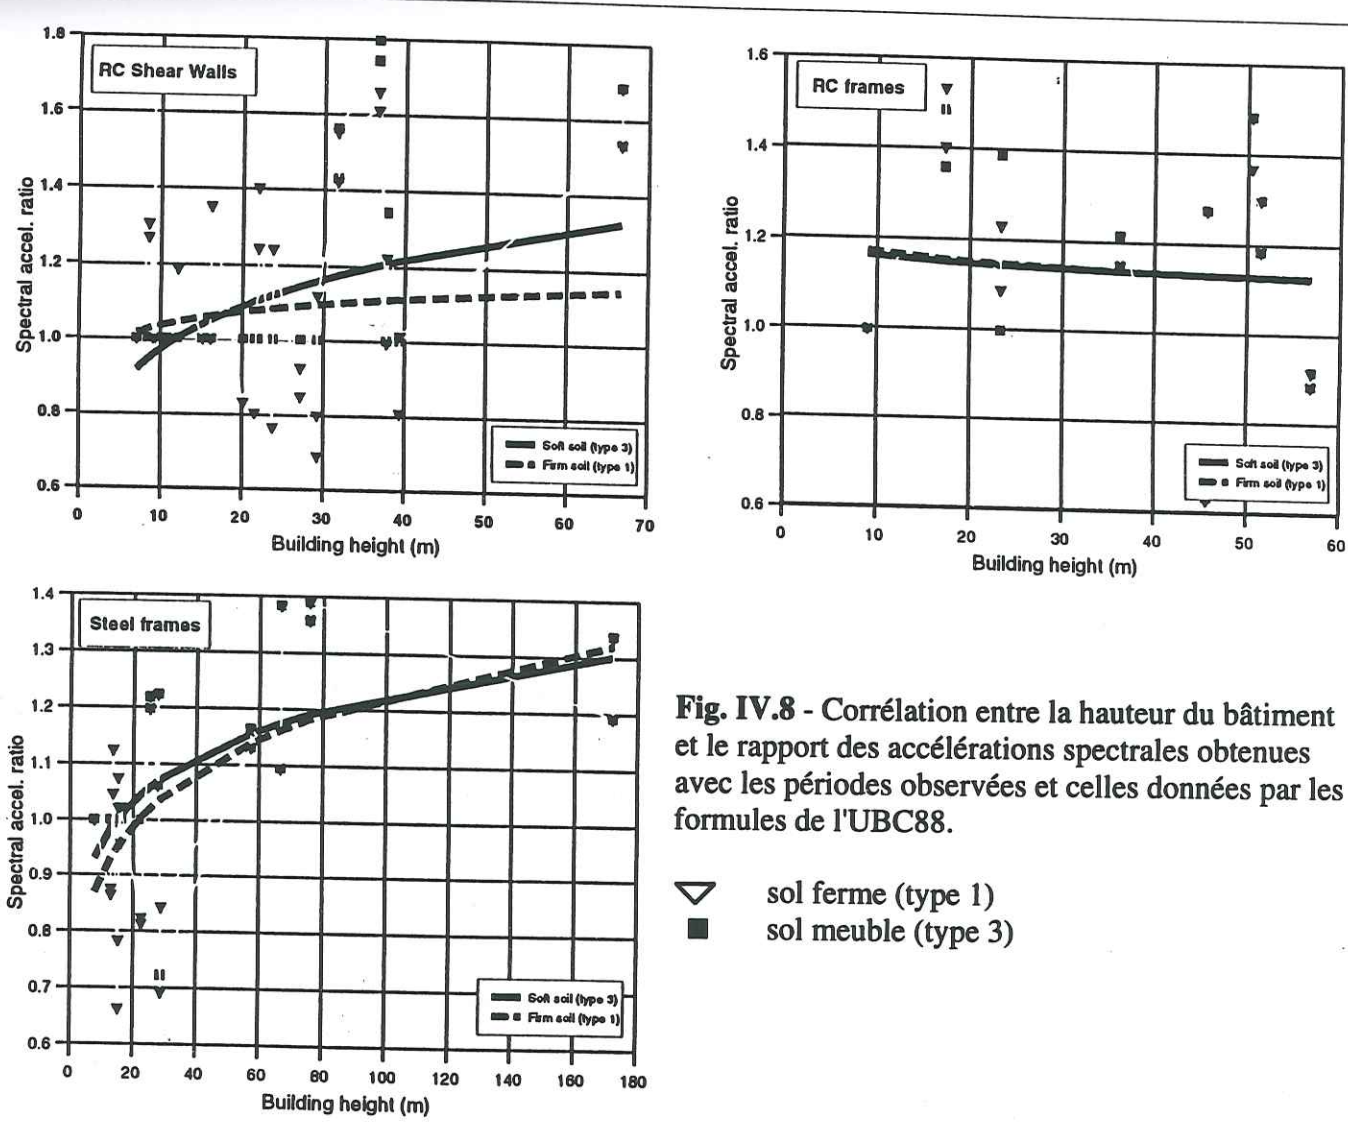 1.8
1.6
1.4
1.2
1.0
0.8
0.6
Spectral accel. ratio
RC Shear Walls
Soft soil (type 3)
Firm soil (type 1)
0 10 20 30 40 50 60 70
Building height (m)
1.6
1.4
1.2
1.0
0.8
0.6
Spectral accel. ratio
RC frames
Soft soil (type 3)
Firm soil (type 1)
0 10 20 30 40 50 60
Building height (m)
1.4
1.3
1.2
1.1
1.0
0.9
0.8
0.7
0.6
Spectral accel. ratio
Steel frames
Soft soil (type 3)
Firm soil (type 1)
0 20 40 60 80 100 120 140 160 180
Building height (m)
Fig. IV.8 - Corrélation entre la hauteur du bâtiment
et le rapport des accélérations spectrales obtenues
avec les périodes observées et celles données par les
formules de l'UBC88.
sol ferme (type 1)
sol meuble (type 3)